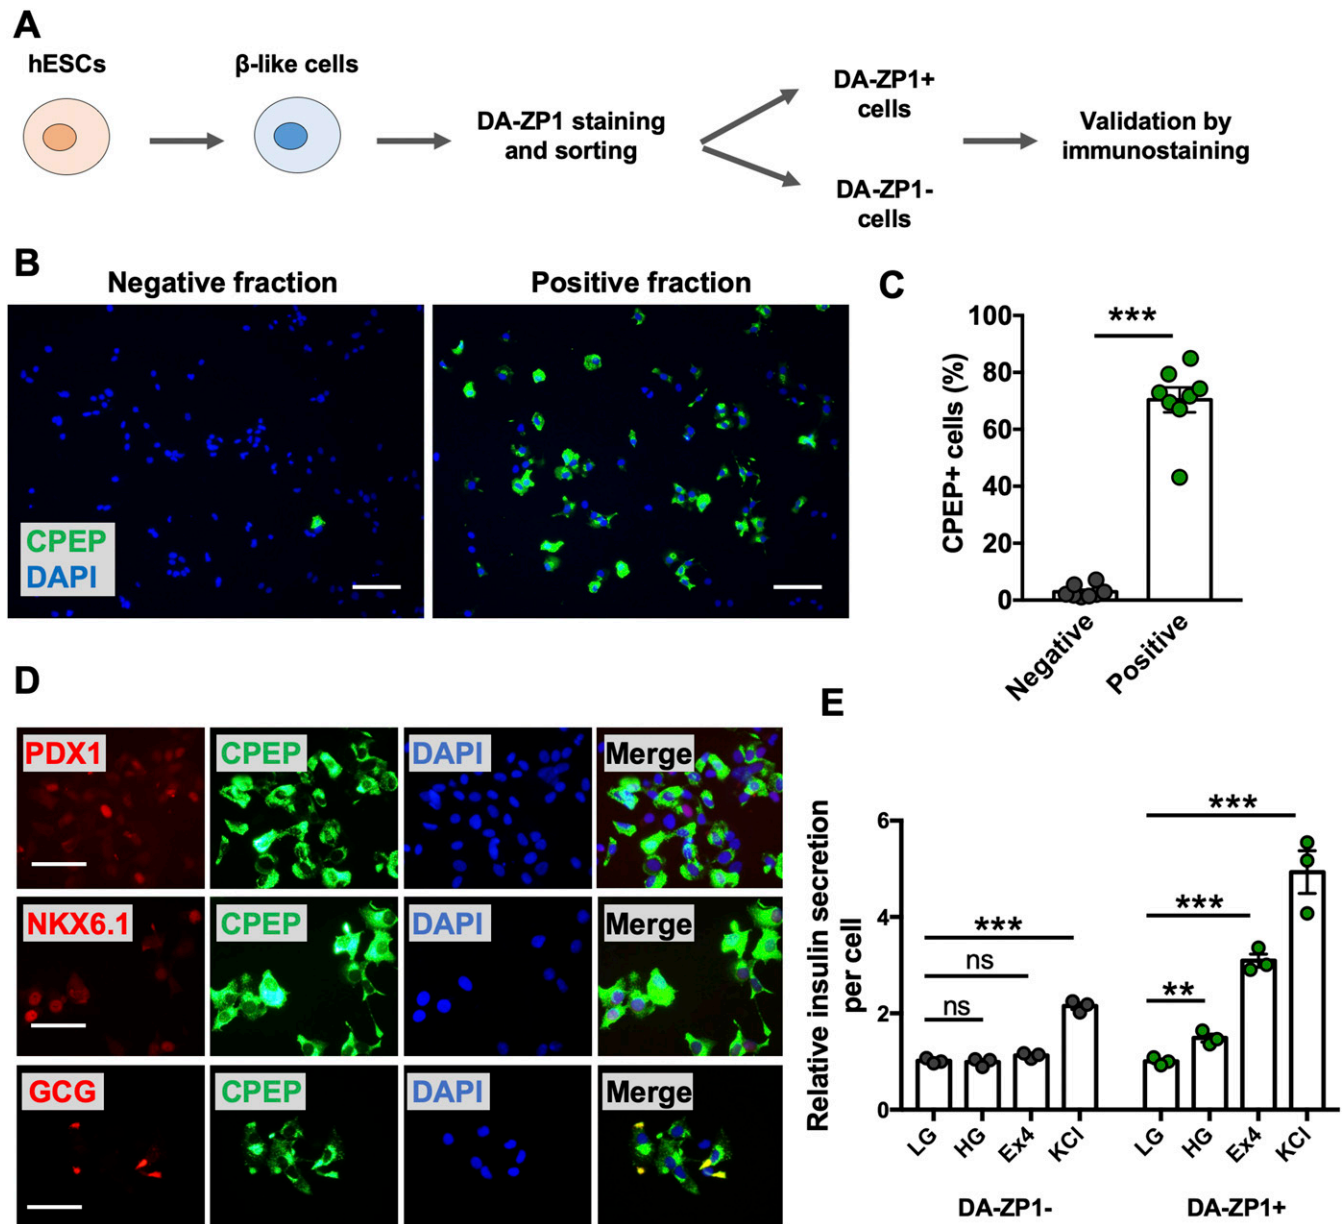 A
hESCs
β-like cells
DA-ZP1 staining
and sorting
DA-ZP1+
cells
DA-ZP1-
cells
Validation by
immunostaining
B
Negative fraction
Positive fraction
CPEP
DAPI
C
CPEP+ cells (%)
100
80
60
40
20
0
***
Negative
Positive
D
PDX1
CPEP
DAPI
Merge
NKX6.1
CPEP
DAPI
Merge
GCG
CPEP
DAPI
Merge
E
Relative insulin secretion
per cell
6
4
2
0
***
ns
ns
***
***
**
LG
HG
Ex4
KCl
LG
HG
Ex4
KCl
DA-ZP1-
DA-ZP1+